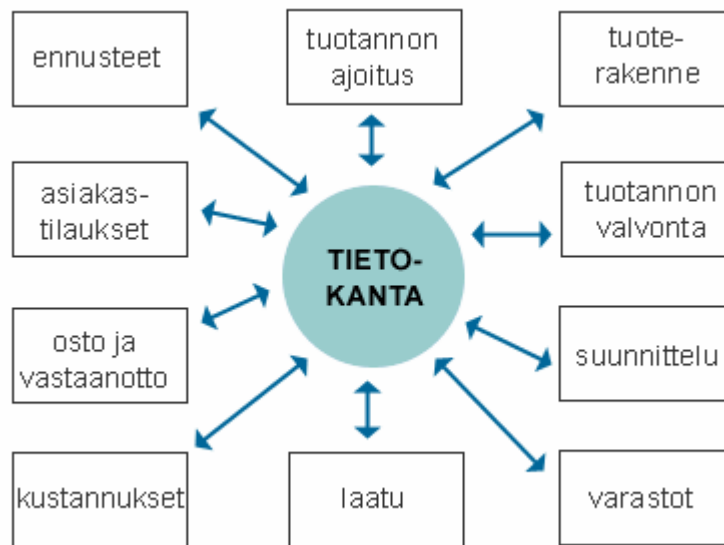 ennusteet
tuotannon
ajoitus
tuote-
rakenne
asiakas-
tilaukset
TIETO-
KANTA
tuotannon
valvonta
osto ja
vastaanotto
suunnittelu
kustannukset
laatu
varastot